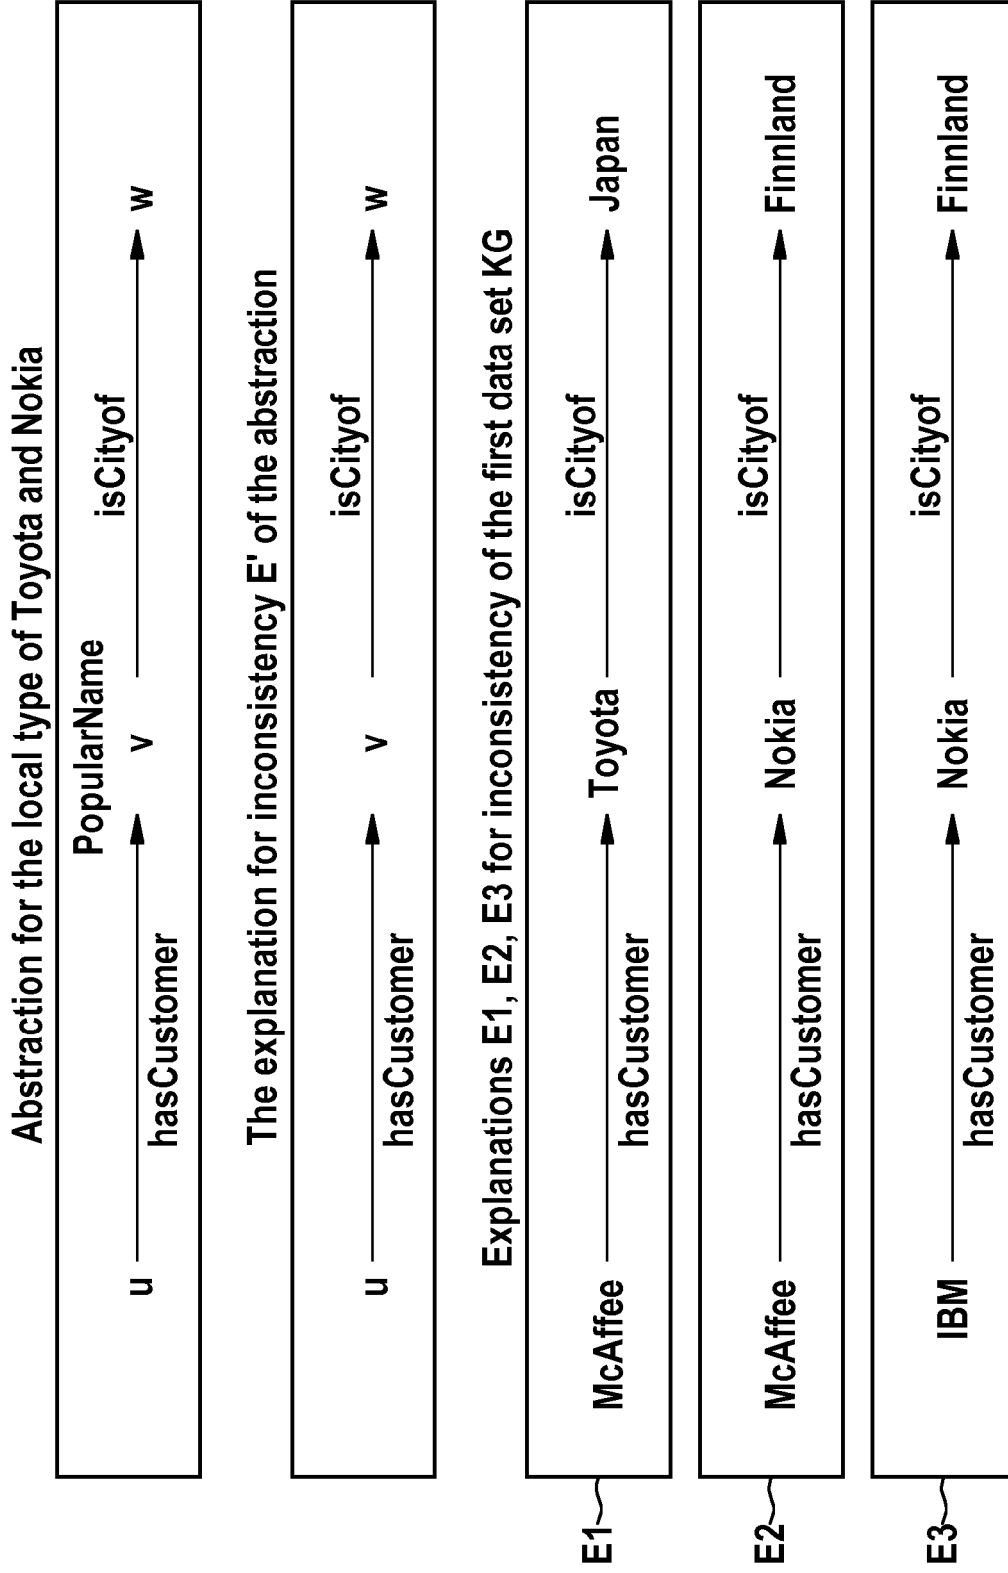 Abstraction for the local type of Toyota and Nokia
PopularName
isCityof
u v w
hasCustomer
The explanation for inconsistency E' of the abstraction
isCityof
u v w
hasCustomer
Explanations E1, E2, E3 for inconsistency of the first data set KG
E1
isCityof
McAffee Toyota Japan
hasCustomer
E2
isCityof
McAffee Nokia Finnland
hasCustomer
E3
isCityof
IBM Nokia Finnland
hasCustomer